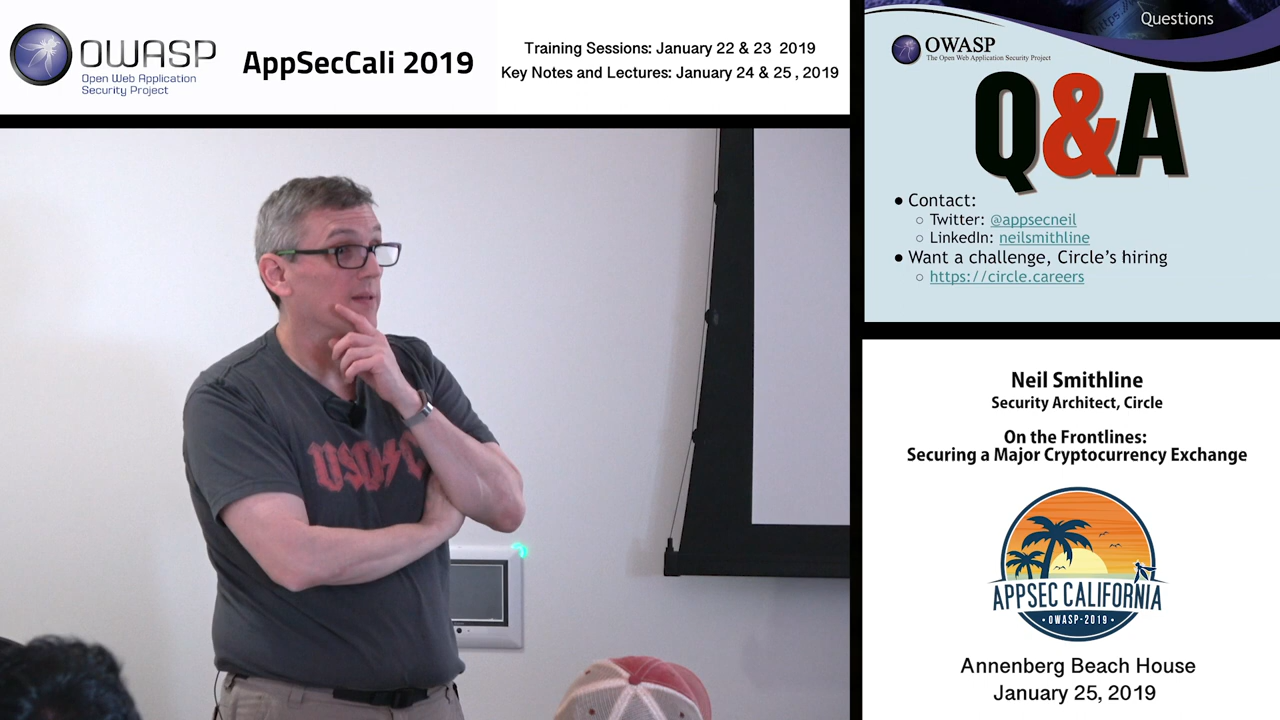 OWASP
Open Web Application
Security Project
AppSecCali 2019
Training Sessions: January 22 & 23 2019
Key Notes and Lectures: January 24 & 25, 2019
Questions
OWASP
The Open Web Application Security Project
Q&A
● Contact:
○ Twitter: @appsecneil
○ LinkedIn: neilsmithline
● Want a challenge, Circle's hiring
○ https://circle.careers
Neil Smithline
Security Architect, Circle
On the Frontlines:
Securing a Major Cryptocurrency Exchange
APPSEC CALIFORNIA
• OWASP-2019 •
Annenberg Beach House
January 25, 2019